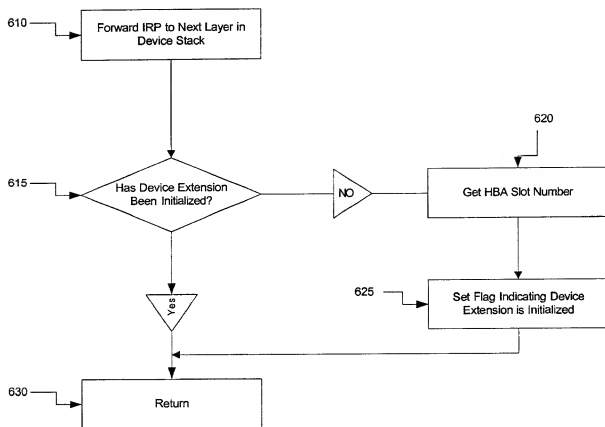 610
Forward IRP to Next Layer in
Device Stack
620
615
Has Device Extension
Been Initialized?
NO
Get HBA Slot Number
625
Set Flag Indicating Device
Extension is Initialized
Yes
630
Return